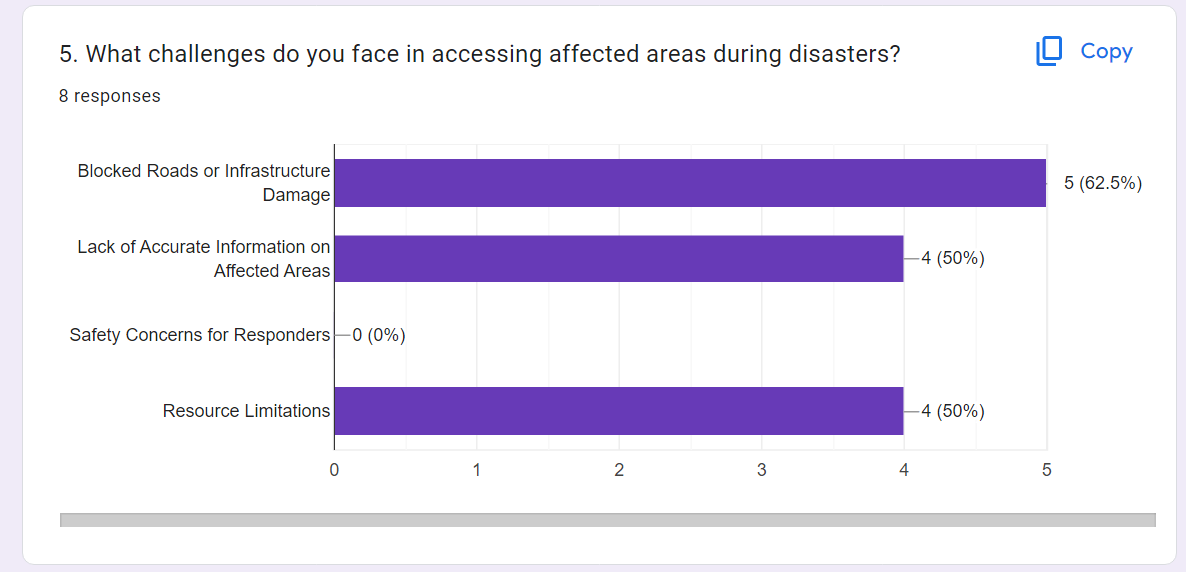 5. What challenges do you face in accessing affected areas during disasters?
Copy
8 responses
Blocked Roads or Infrastructure
Damage
5 (62.5%)
Lack of Accurate Information on
Affected Areas
4 (50%)
Safety Concerns for Responders
0 (0%)
Resource Limitations
4 (50%)
0 1 2 3 4 5